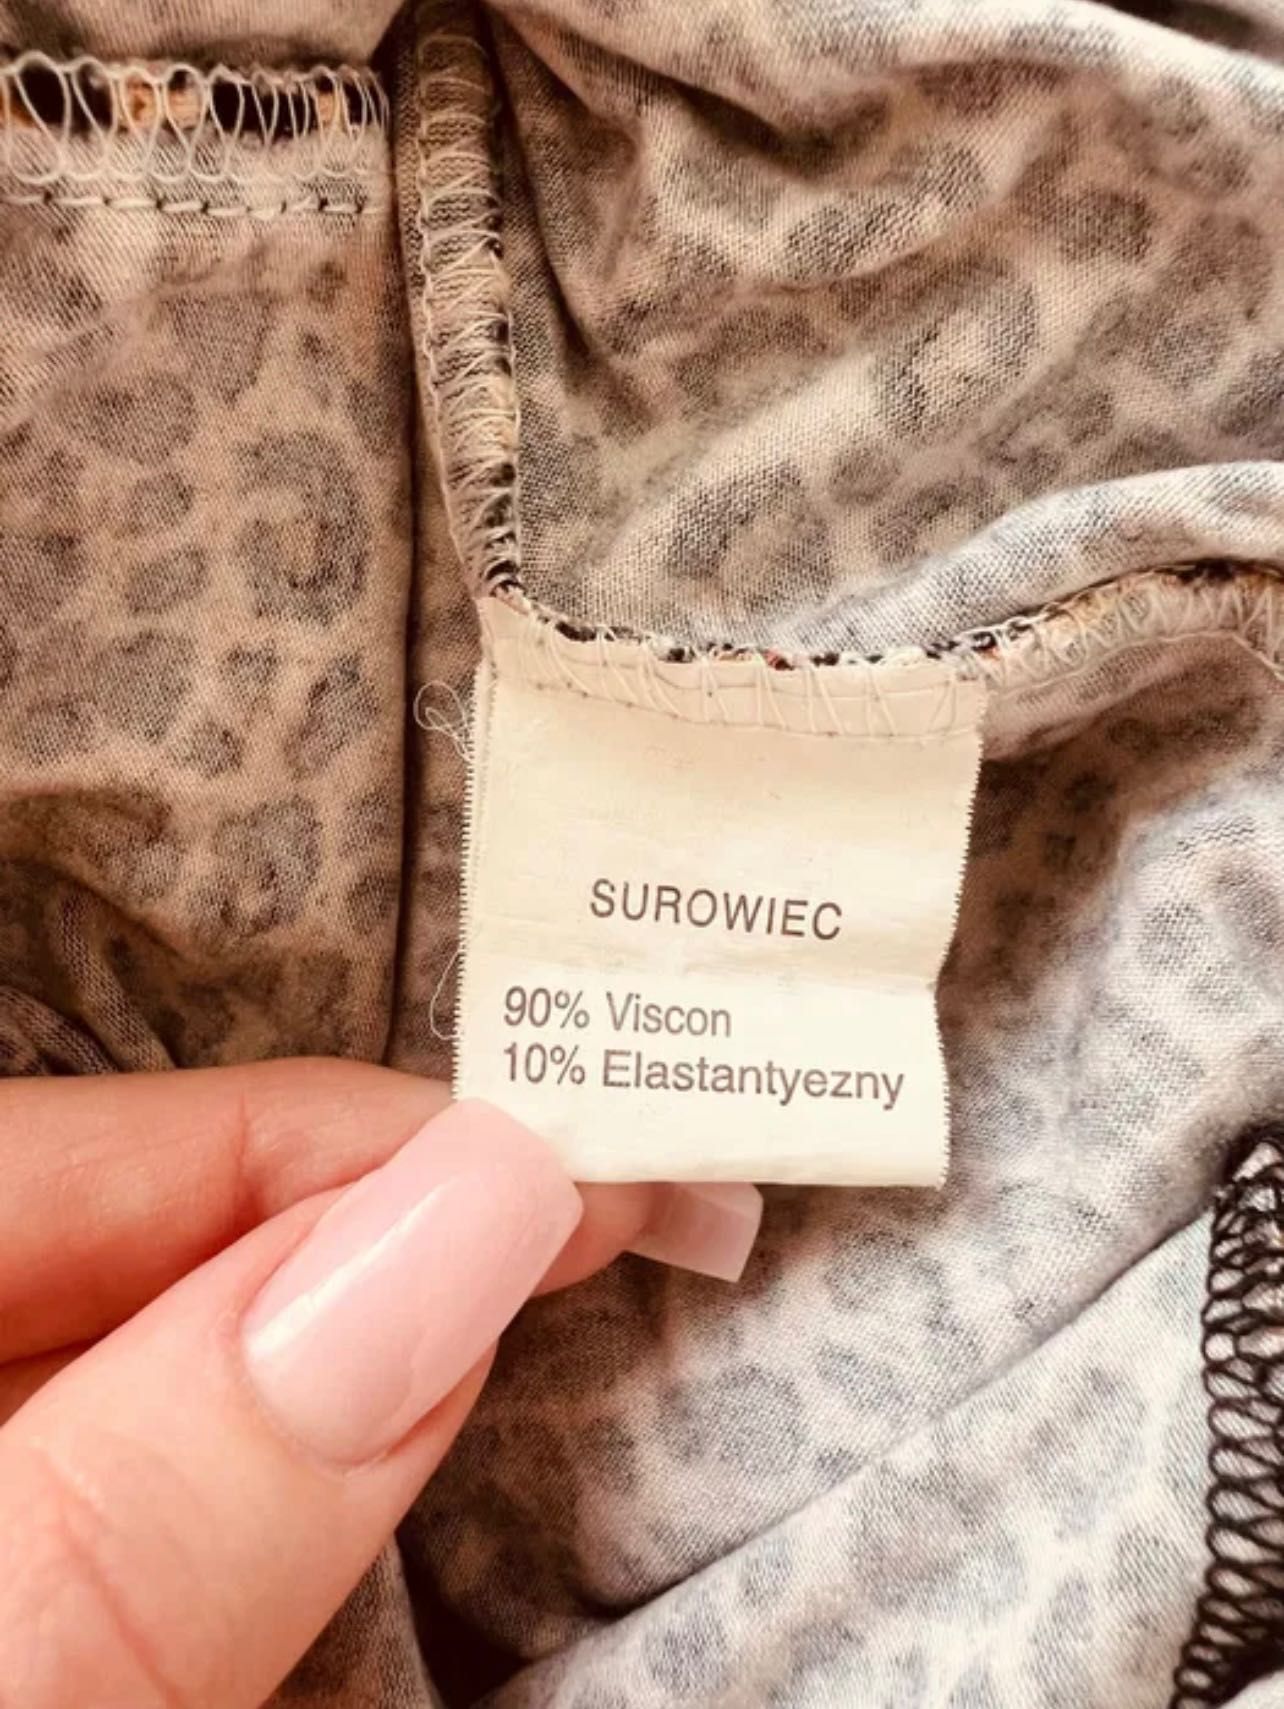 SUROWIEC
90% Viscon
10% Elastantyezny